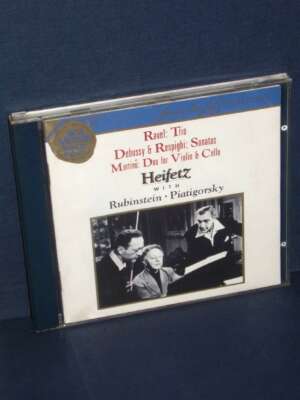 Ravel: Trio
Debussy & Respighi: Sonatas
Martinů: Duo for Violin & Cello
Heifetz
WITH
Rubinstein · Piatigorsky